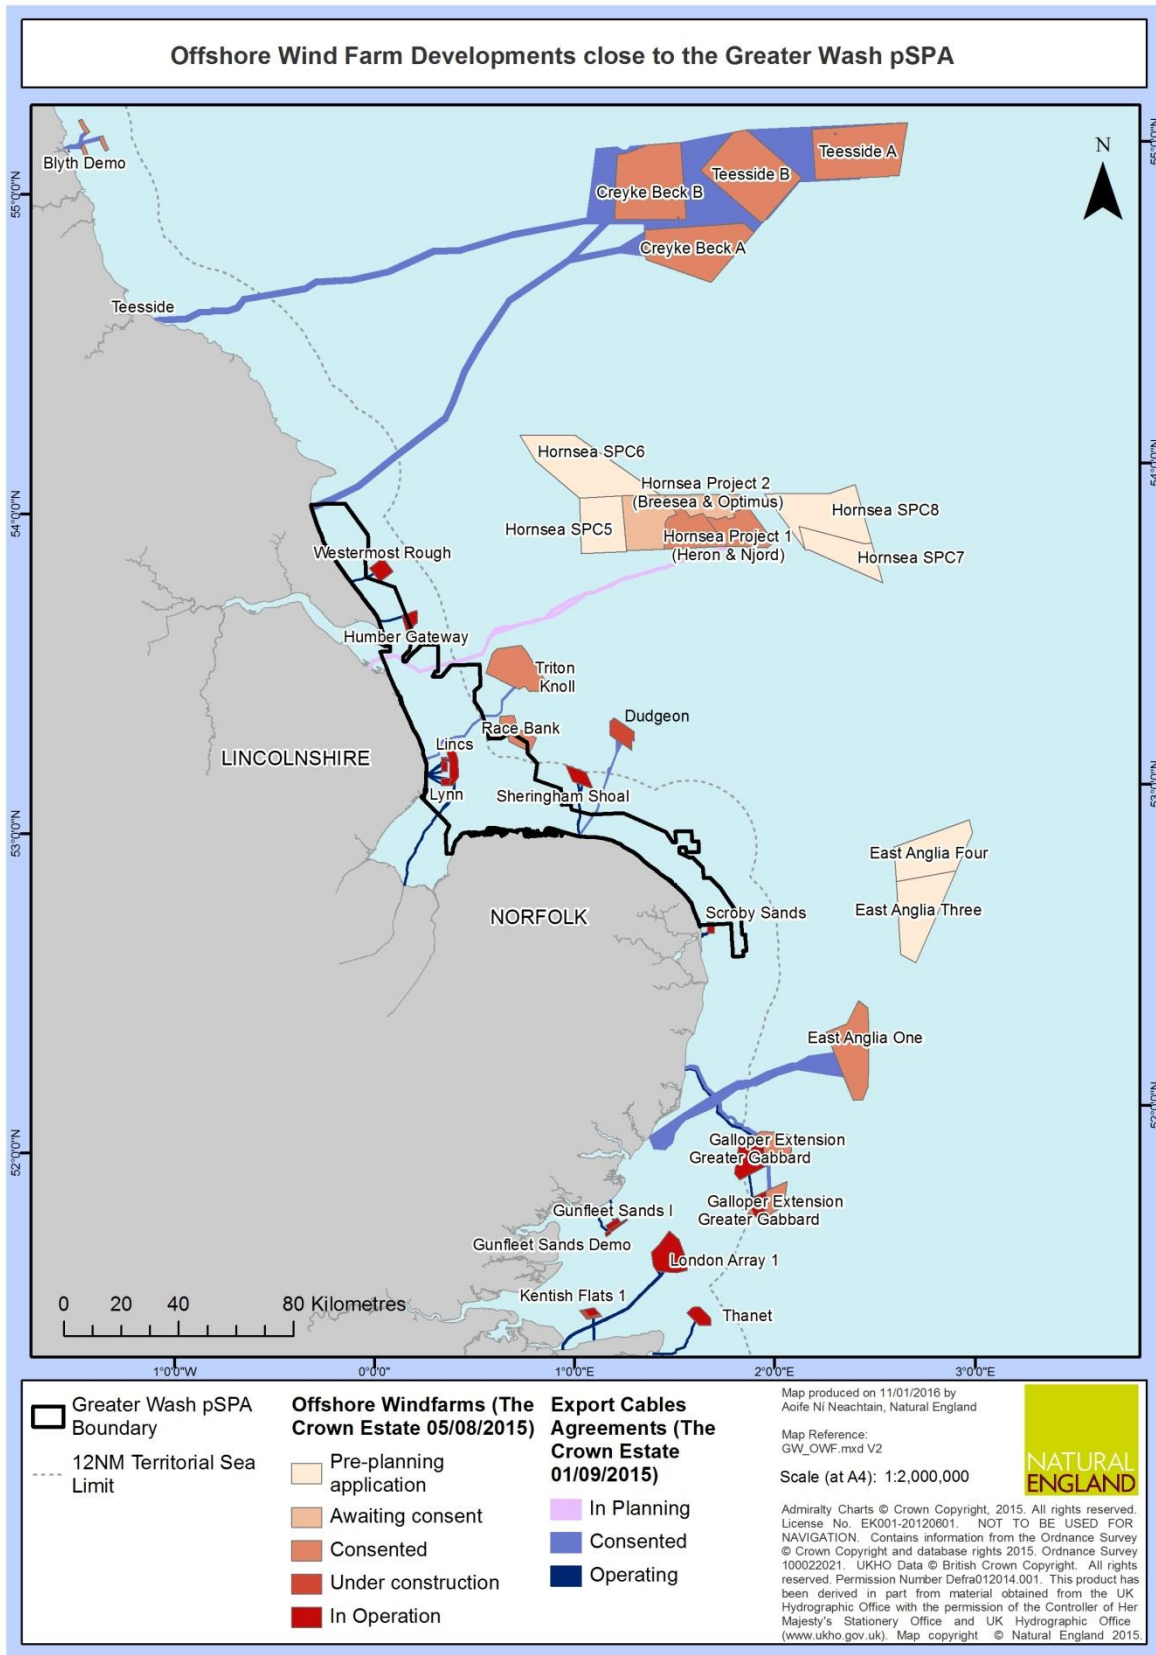 Offshore Wind Farm Developments close to the Greater Wash pSPA
N
Blyth Demo
Teesside A
Teesside B
Creyke Beck B
Creyke Beck A
Teesside
Hornsea SPC6
Hornsea Project 2
(Breesea & Optimus)
Hornsea SPC5
Hornsea SPC8
Hornsea Project 1
(Heron & Njord)
Hornsea SPC7
Westermost Rough
Humber Gateway
Triton
Knoll
Race Bank
Dudgeon
LINCOLNSHIRE
Lincs
Lynn
Sheringham Shoal
East Anglia Four
East Anglia Three
NORFOLK
Scroby Sands
East Anglia One
Galloper Extension
Greater Gabbard
Galloper Extension
Greater Gabbard
Gunfleet Sands I
Gunfleet Sands Demo
London Array 1
Kentish Flats 1
Thanet
0 20 40 80 Kilometres
55°0'0"N
54°0'0"N
53°0'0"N
52°0'0"N
55°0'0"N
54°0'0"N
53°0'0"N
52°0'0"N
1°0'0"W 0°0'0" 1°0'0"E 2°0'0"E 3°0'0"E
Greater Wash pSPA
Boundary
12NM Territorial Sea
Limit
Offshore Windfarms (The
Crown Estate 05/08/2015)
Pre-planning
application
Awaiting consent
Consented
Under construction
In Operation
Export Cables
Agreements (The
Crown Estate
01/09/2015)
In Planning
Consented
Operating
Map produced on 11/01/2016 by
Aoife Ní Neachtain, Natural England
Map Reference:
GW_OWF.mxd V2
Scale (at A4): 1:2,000,000
NATURAL
ENGLAND
Admiralty Charts © Crown Copyright, 2015. All rights reserved.
License No. EK001-20120601. NOT TO BE USED FOR
NAVIGATION. Contains information from the Ordnance Survey
© Crown Copyright and database rights 2015. Ordnance Survey
100022021. UKHO Data © British Crown Copyright. All rights
reserved. Permission Number Defra012014.001. This product has
been derived in part from material obtained from the UK
Hydrographic Office with the permission of the Controller of Her
Majesty's Stationery Office and UK Hydrographic Office
(www.ukho.gov.uk). Map copyright © Natural England 2015.